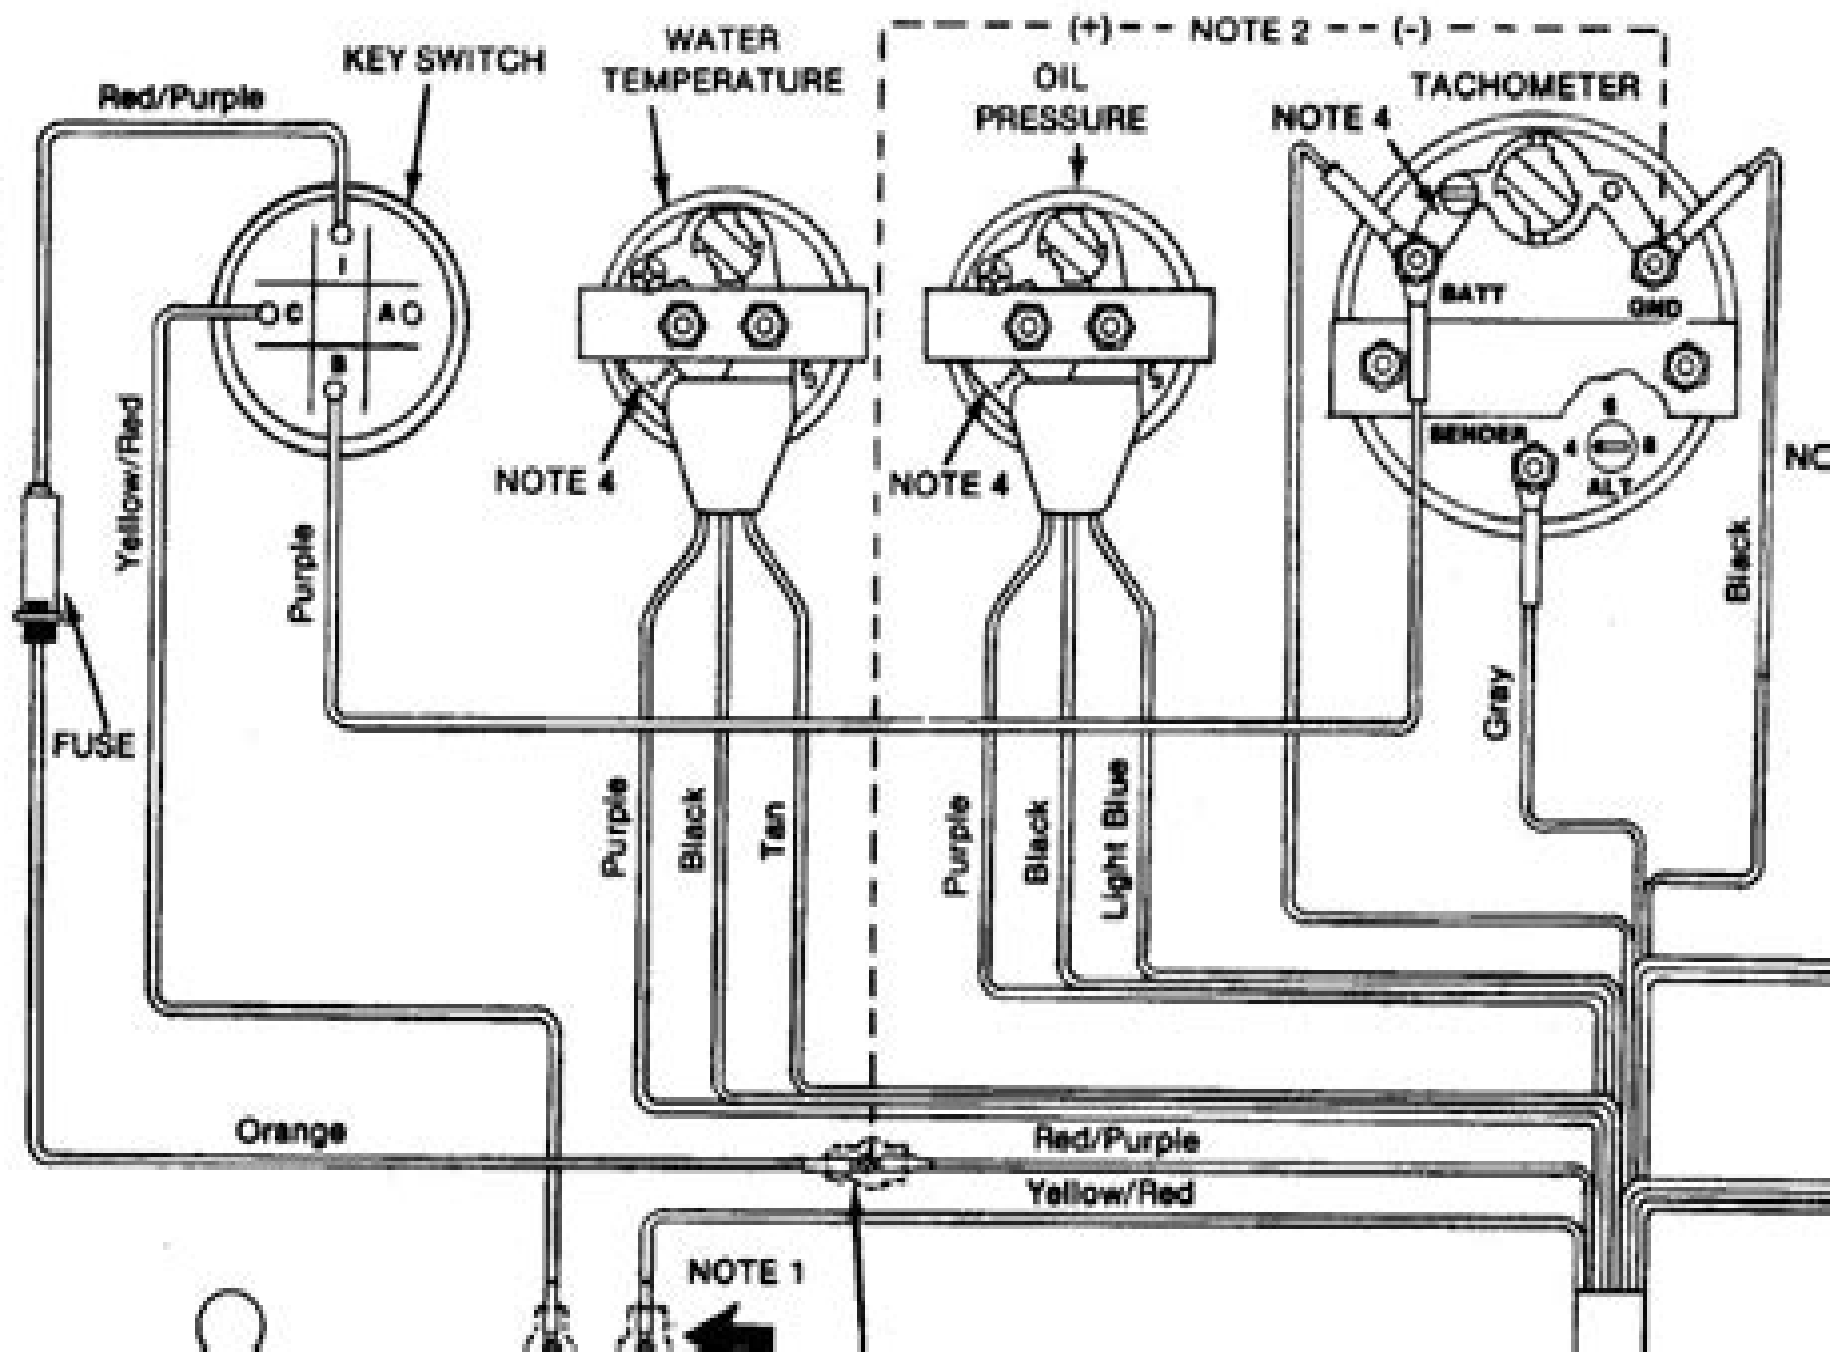 (+) NOTE 2 (-)
KEY SWITCH
WATER
TEMPERATURE
OIL
PRESSURE
TACHOMETER
NOTE 4
Red/Purple
I
C
A
B
BATT
GND
S
S
SENDER
6
4
8
ALT
NOTE 4
NOTE 4
NO
Yellow/Red
Purple
Black
Gray
FUSE
Purple
Black
Tan
Purple
Black
Light Blue
Orange
Red/Purple
Yellow/Red
NOTE 1